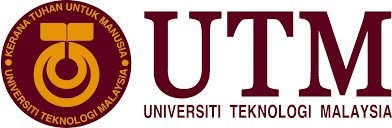 • KERANA TUHAN UNTUK MANUSIA •
UNIVERSITI TEKNOLOGI MALAYSIA
UTM
UNIVERSITI TEKNOLOGI MALAYSIA